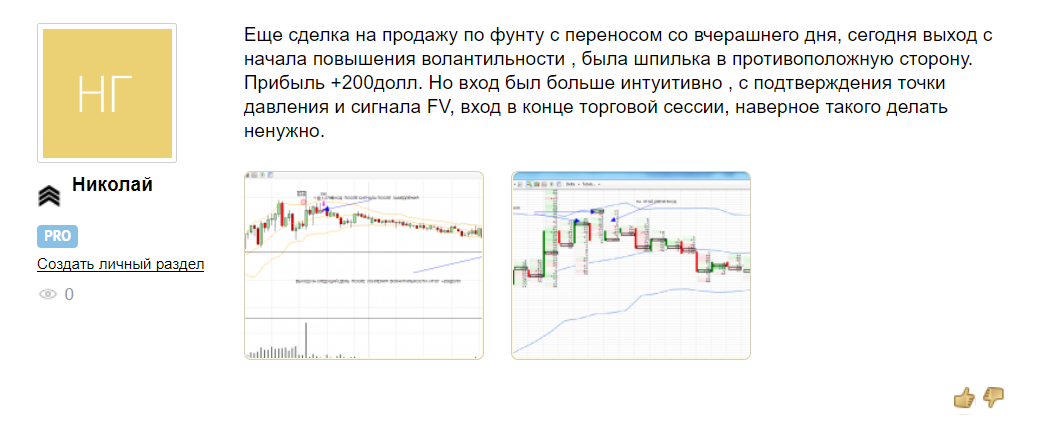 Еще сделка на продажу по фунту с переносом со вчерашнего дня, сегодня выход с
начала повышения волантильности , была шпилька в противоположную сторону.
Прибыль +200долл. Но вход был больше интуитивно , с подтверждения точки
давления и сигнала FV, вход в конце торговой сессии, наверное такого делать
ненужно.
НГ
Николай
PRO
Создать личный раздел
0